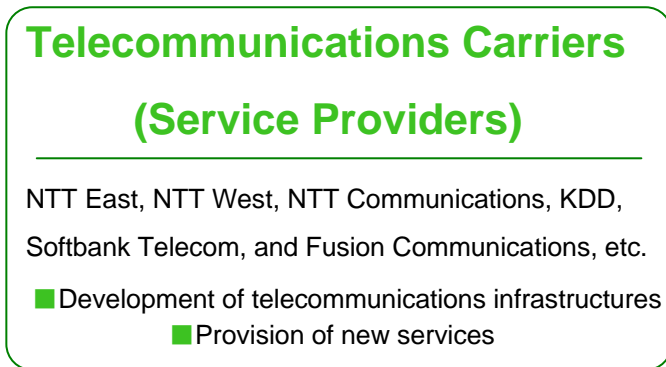 Telecommunications Carriers
(Service Providers)
NTT East, NTT West, NTT Communications, KDD,
Softbank Telecom, and Fusion Communications, etc.
■Development of telecommunications infrastructures
■Provision of new services